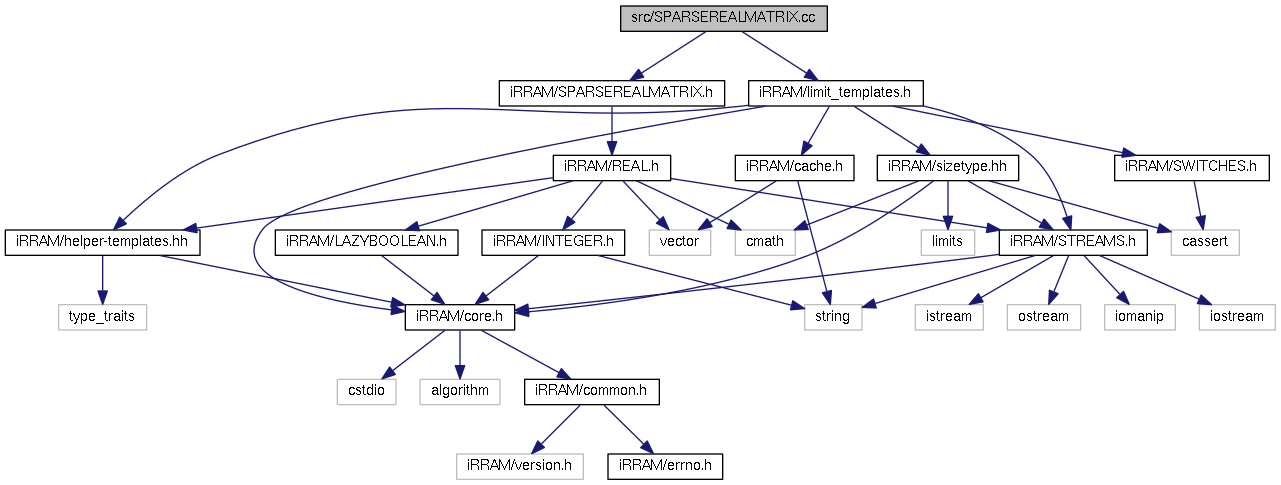 src/SPARSEREALMATRIX.cc
iRRAM/SPARSEREALMATRIX.h
iRRAM/limit_templates.h
iRRAM/REAL.h
iRRAM/cache.h
iRRAM/sizetype.hh
iRRAM/SWITCHES.h
iRRAM/helper-templates.hh
iRRAM/LAZYBOOLEAN.h
iRRAM/INTEGER.h
vector
cmath
limits
iRRAM/STREAMS.h
cassert
type_traits
iRRAM/core.h
string
istream
ostream
iomanip
iostream
cstdio
algorithm
iRRAM/common.h
iRRAM/version.h
iRRAM/errno.h